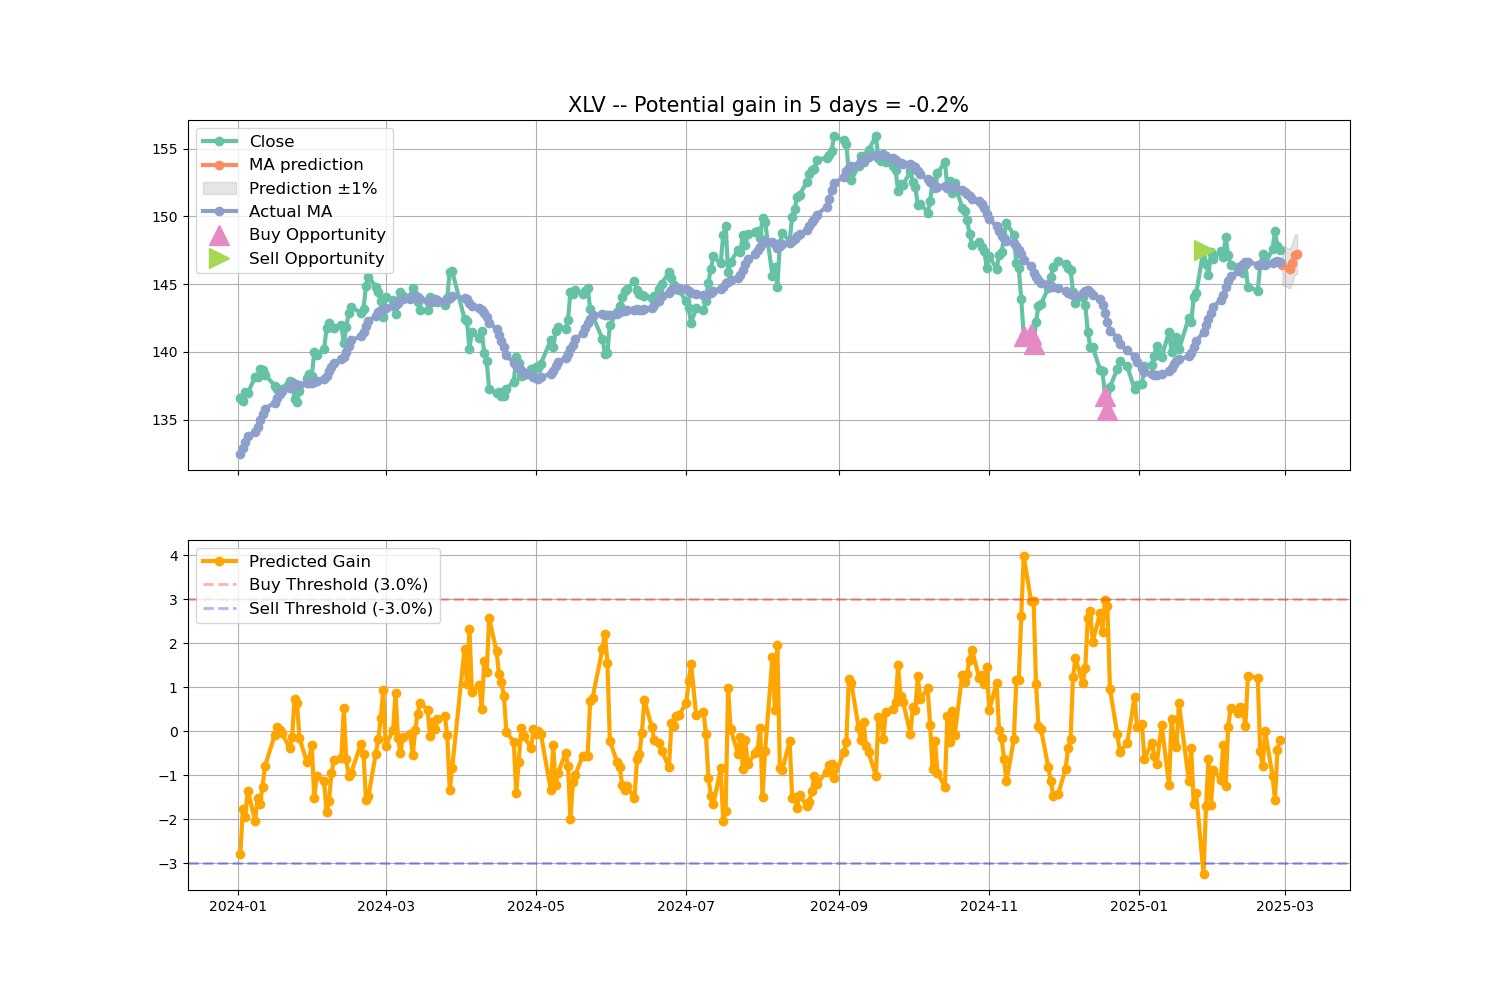 XLV -- Potential gain in 5 days = -0.2%
Close
MA prediction
Prediction ±1%
Actual MA
Buy Opportunity
Sell Opportunity
155
150
145
140
135
Predicted Gain
Buy Threshold (3.0%)
Sell Threshold (-3.0%)
4
3
2
1
0
−1
−2
−3
2024-01 2024-03 2024-05 2024-07 2024-09 2024-11 2025-01 2025-03